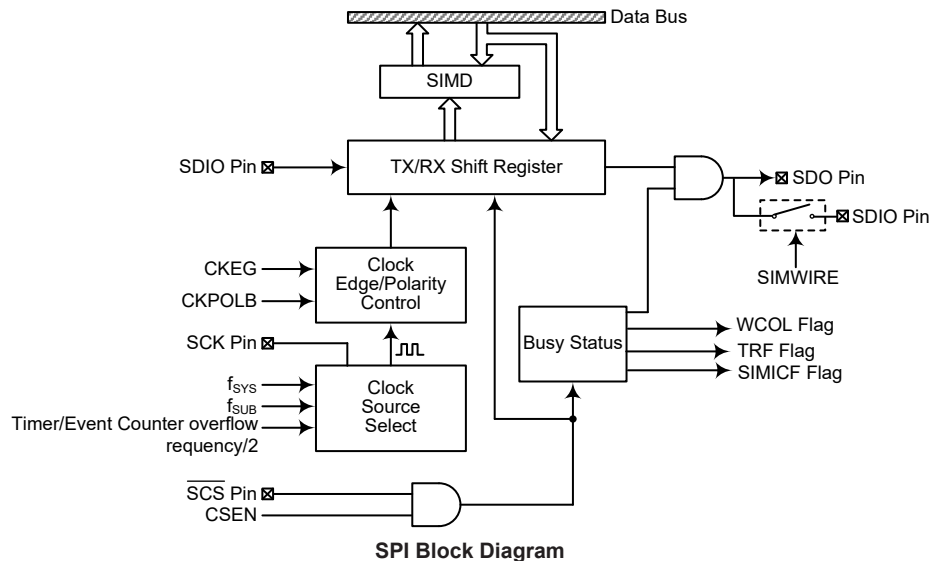 Data Bus
SIMD
SDIO Pin
TX/RX Shift Register
SDO Pin
SDIO Pin
SIMWIRE
CKEG
CKPOLB
Clock
Edge/Polarity
Control
SCK Pin
Busy Status
WCOL Flag
TRF Flag
SIMICF Flag
fSYS
fSUB
Timer/Event Counter overflow
requency/2
Clock
Source
Select
SCS Pin
CSEN
SPI Block Diagram